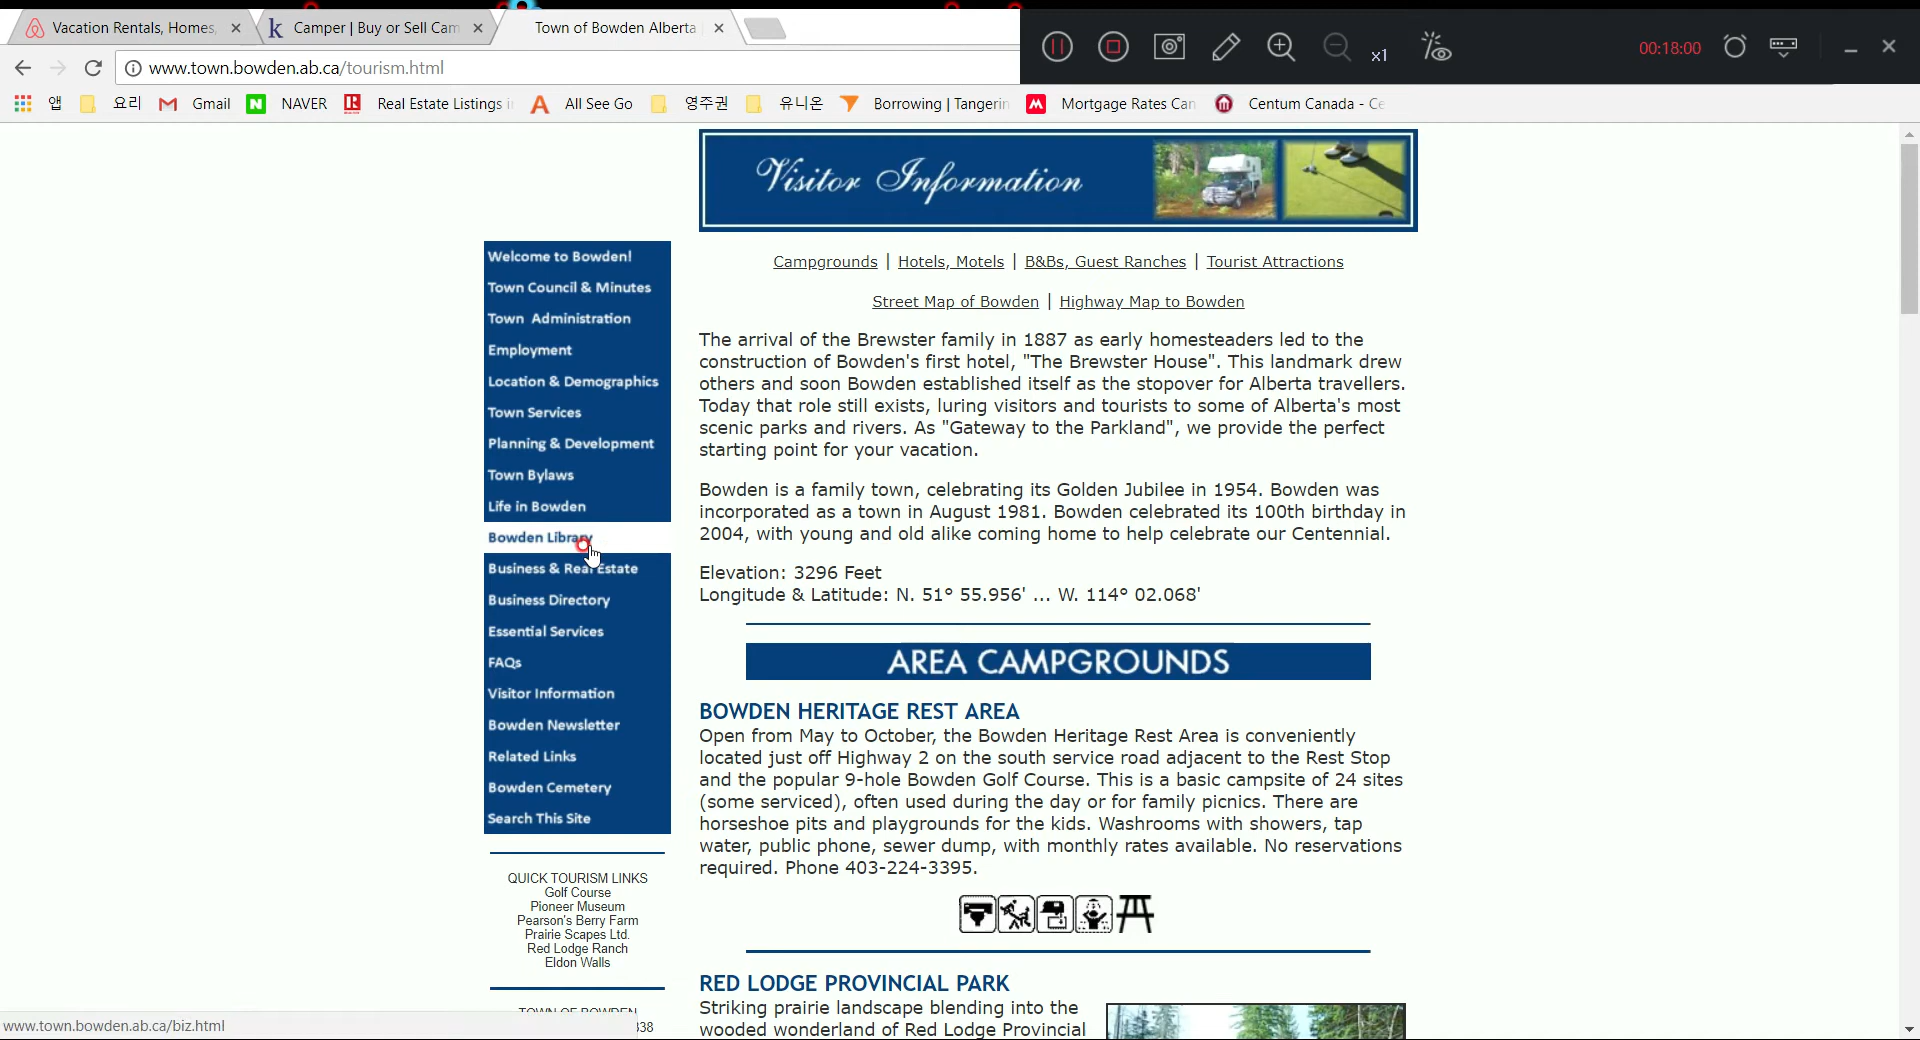 Vacation Rentals, Homes,
Camper | Buy or Sell Cam
Town of Bowden Alberta
x1
00:18:00
www.town.bowden.ab.ca/tourism.html
앱
요리
Gmail
NAVER
Real Estate Listings i
All See Go
영주권
유니온
Borrowing | Tangerin
Mortgage Rates Can
Centum Canada - Ce
Visitor Information
Campgrounds | Hotels, Motels | B&Bs, Guest Ranches | Tourist Attractions
Street Map of Bowden | Highway Map to Bowden
Welcome to Bowden!
Town Council & Minutes
Town Administration
Employment
Location & Demographics
Town Services
Planning & Development
Town Bylaws
Life in Bowden
Bowden Library
Business & Real Estate
Business Directory
Essential Services
FAQs
Visitor Information
Bowden Newsletter
Related Links
Bowden Cemetery
Search This Site
QUICK TOURISM LINKS
Golf Course
Pioneer Museum
Pearson's Berry Farm
Prairie Scapes Ltd.
Red Lodge Ranch
Eldon Walls
TOWN OF BOWDEN
338
The arrival of the Brewster family in 1887 as early homesteaders led to the
construction of Bowden's first hotel, "The Brewster House". This landmark drew
others and soon Bowden established itself as the stopover for Alberta travellers.
Today that role still exists, luring visitors and tourists to some of Alberta's most
scenic parks and rivers. As "Gateway to the Parkland", we provide the perfect
starting point for your vacation.
Bowden is a family town, celebrating its Golden Jubilee in 1954. Bowden was
incorporated as a town in August 1981. Bowden celebrated its 100th birthday in
2004, with young and old alike coming home to help celebrate our Centennial.
Elevation: 3296 Feet
Longitude & Latitude: N. 51° 55.956' ... W. 114° 02.068'
AREA CAMPGROUNDS
BOWDEN HERITAGE REST AREA
Open from May to October, the Bowden Heritage Rest Area is conveniently
located just off Highway 2 on the south service road adjacent to the Rest Stop
and the popular 9-hole Bowden Golf Course. This is a basic campsite of 24 sites
(some serviced), often used during the day or for family picnics. There are
horseshoe pits and playgrounds for the kids. Washrooms with showers, tap
water, public phone, sewer dump, with monthly rates available. No reservations
required. Phone 403-224-3395.
RED LODGE PROVINCIAL PARK
Striking prairie landscape blending into the
wooded wonderland of Red Lodge Provincial
www.town.bowden.ab.ca/biz.html